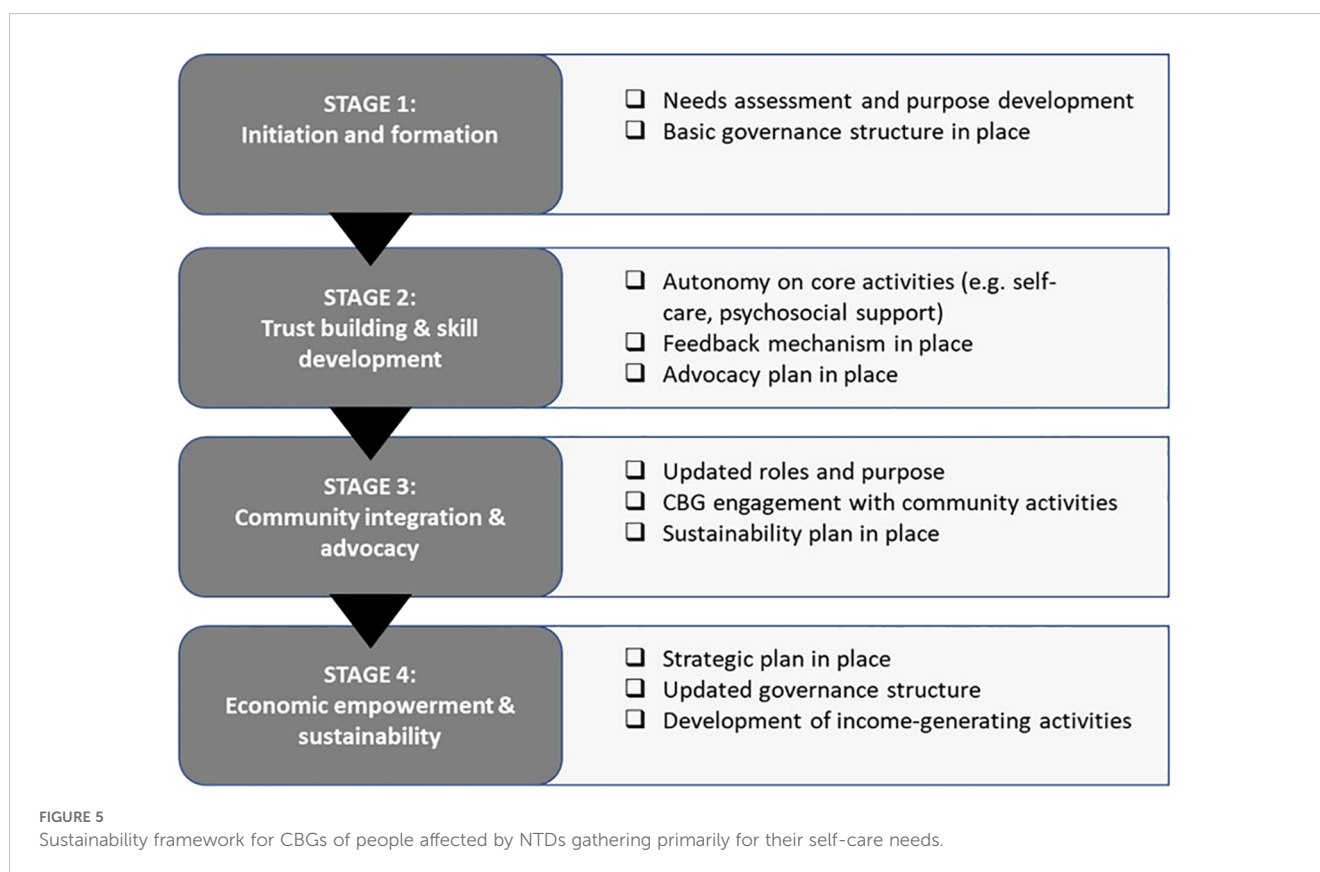 STAGE 1:
Initiation and formation
❑ Needs assessment and purpose development
❑ Basic governance structure in place
STAGE 2:
Trust building & skill
development
❑ Autonomy on core activities (e.g. self-
care, psychosocial support)
❑ Feedback mechanism in place
❑ Advocacy plan in place
STAGE 3:
Community integration &
advocacy
❑ Updated roles and purpose
❑ CBG engagement with community activities
❑ Sustainability plan in place
STAGE 4:
Economic empowerment &
sustainability
❑ Strategic plan in place
❑ Updated governance structure
❑ Development of income-generating activities
FIGURE 5
Sustainability framework for CBGs of people affected by NTDs gathering primarily for their self-care needs.